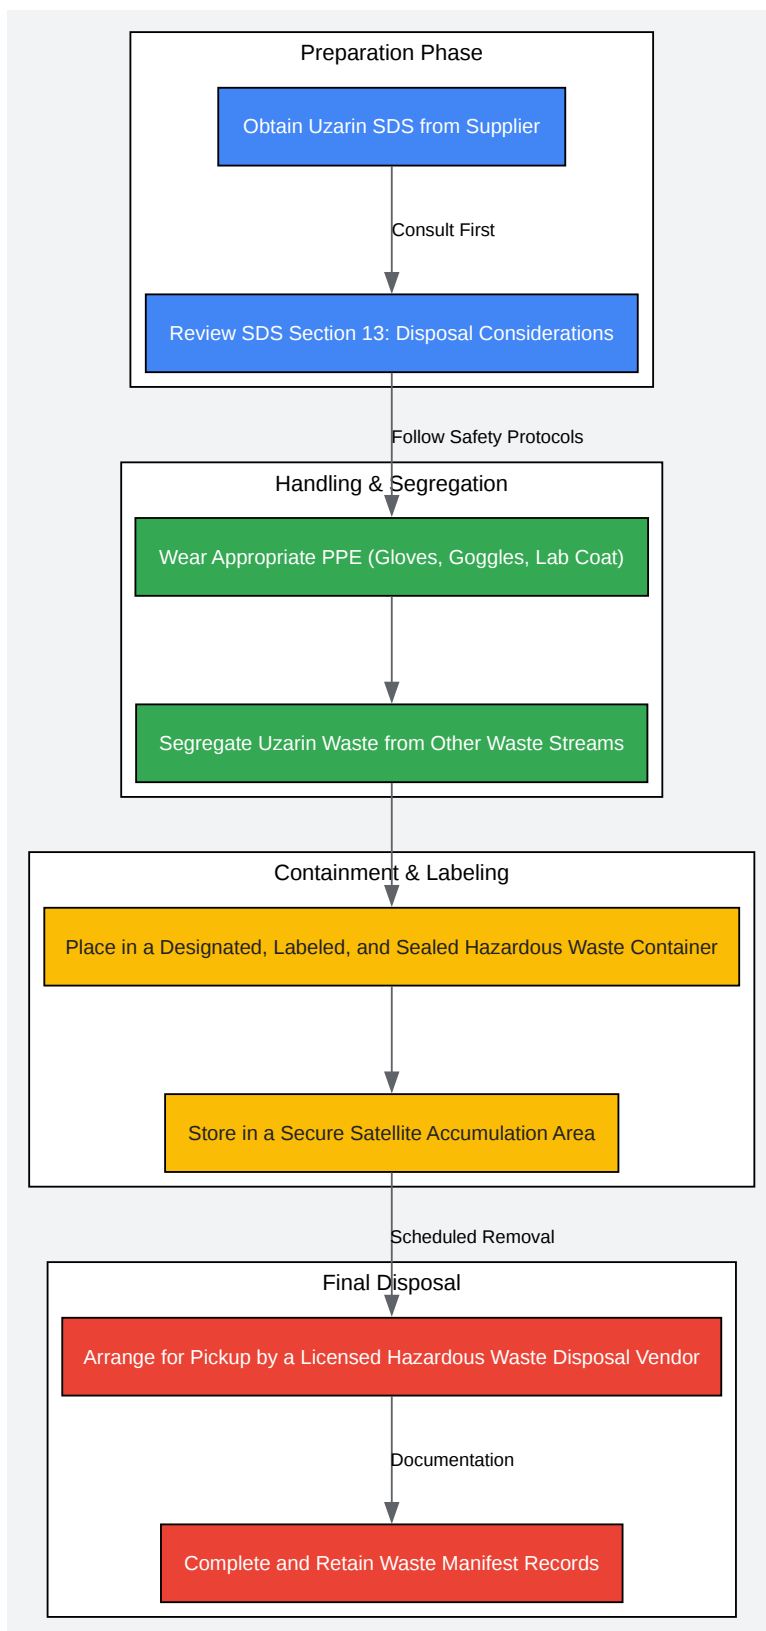 Preparation Phase
Obtain Uzarin SDS from Supplier
Consult First
Review SDS Section 13: Disposal Considerations
Follow Safety Protocols
Handling & Segregation
Wear Appropriate PPE (Gloves, Goggles, Lab Coat)
Segregate Uzarin Waste from Other Waste Streams
Containment & Labeling
Place in a Designated, Labeled, and Sealed Hazardous Waste Container
Store in a Secure Satellite Accumulation Area
Scheduled Removal
Final Disposal
Arrange for Pickup by a Licensed Hazardous Waste Disposal Vendor
Documentation
Complete and Retain Waste Manifest Records